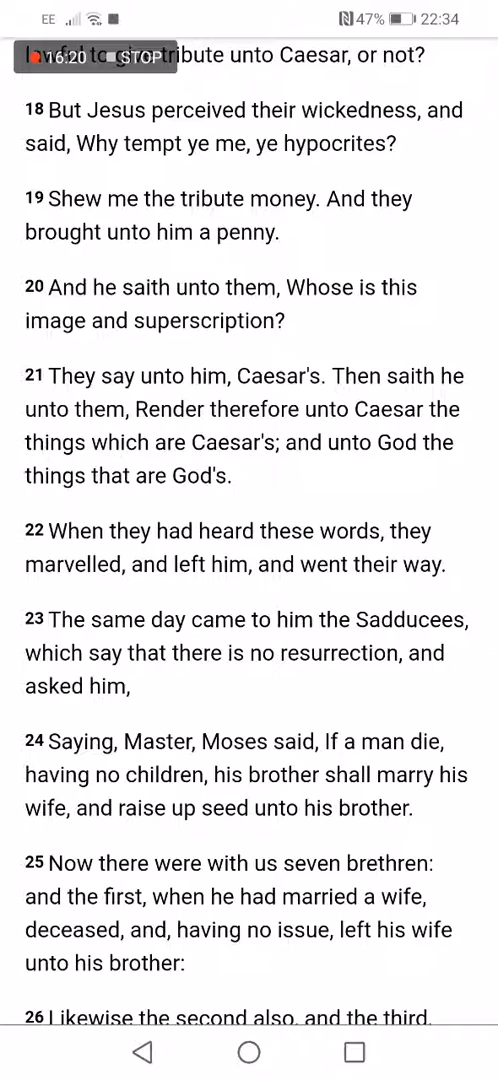 EE 47% 22:34
16:20 STOP
lawful to give tribute unto Caesar, or not?
18 But Jesus perceived their wickedness, and
said, Why tempt ye me, ye hypocrites?
19 Shew me the tribute money. And they
brought unto him a penny.
20 And he saith unto them, Whose is this
image and superscription?
21 They say unto him, Caesar's. Then saith he
unto them, Render therefore unto Caesar the
things which are Caesar's; and unto God the
things that are God's.
22 When they had heard these words, they
marvelled, and left him, and went their way.
23 The same day came to him the Sadducees,
which say that there is no resurrection, and
asked him,
24 Saying, Master, Moses said, If a man die,
having no children, his brother shall marry his
wife, and raise up seed unto his brother.
25 Now there were with us seven brethren:
and the first, when he had married a wife,
deceased, and, having no issue, left his wife
unto his brother:
26 Likewise the second also, and the third,